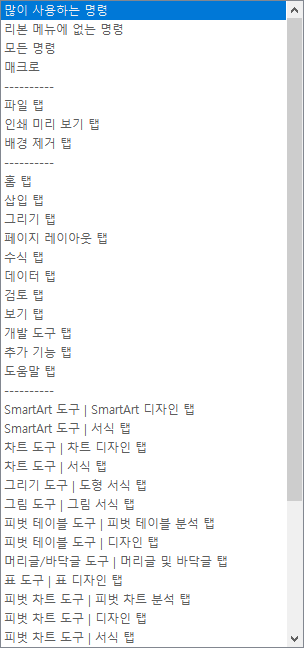 많이 사용하는 명령
리본 메뉴에 없는 명령
모든 명령
매크로
----------
파일 탭
인쇄 미리 보기 탭
배경 제거 탭
----------
홈 탭
삽입 탭
그리기 탭
페이지 레이아웃 탭
수식 탭
데이터 탭
검토 탭
보기 탭
개발 도구 탭
추가 기능 탭
도움말 탭
----------
SmartArt 도구 | SmartArt 디자인 탭
SmartArt 도구 | 서식 탭
차트 도구 | 차트 디자인 탭
차트 도구 | 서식 탭
그리기 도구 | 도형 서식 탭
그림 도구 | 그림 서식 탭
피벗 테이블 도구 | 피벗 테이블 분석 탭
피벗 테이블 도구 | 디자인 탭
머리글/바닥글 도구 | 머리글 및 바닥글 탭
표 도구 | 표 디자인 탭
피벗 차트 도구 | 피벗 차트 분석 탭
피벗 차트 도구 | 디자인 탭
피벗 차트 도구 | 서식 탭